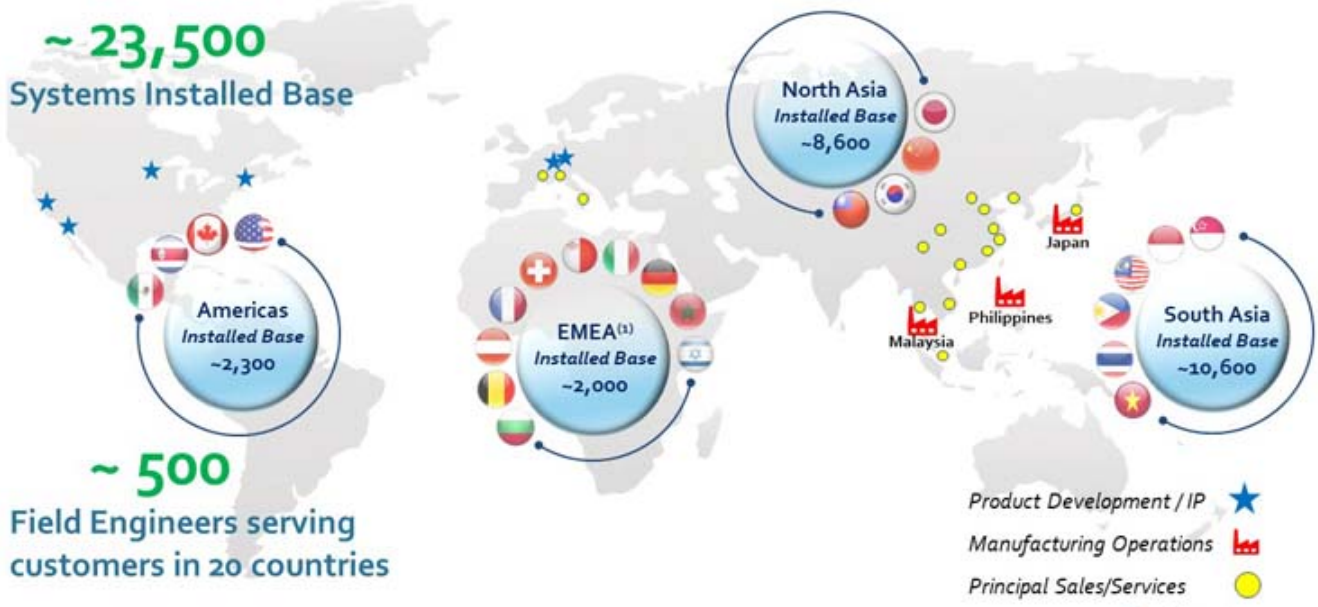 ~ 23,500
Systems Installed Base
North Asia
Installed Base
~8,600
Americas
Installed Base
~2,300
EMEA(1)
Installed Base
~2,000
Japan
Philippines
Malaysia
South Asia
Installed Base
~10,600
~ 500
Field Engineers serving
customers in 20 countries
Product Development / IP
Manufacturing Operations
Principal Sales/Services